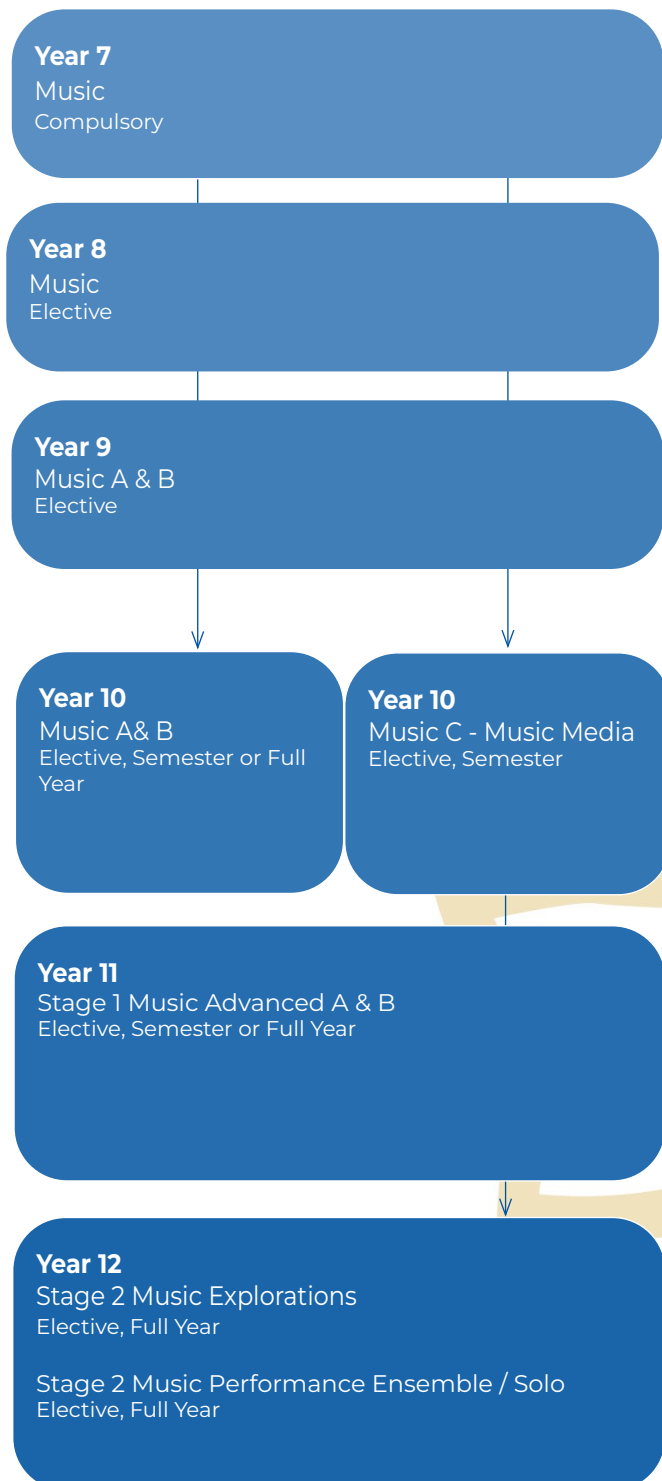 Year 7
Music
Compulsory
Year 8
Music
Elective
Year 9
Music A & B
Elective
Year 10
Music A& B
Elective, Semester or Full
Year
Year 10
Music C - Music Media
Elective, Semester
Year 11
Stage 1 Music Advanced A & B
Elective, Semester or Full Year
Year 12
Stage 2 Music Explorations
Elective, Full Year
Stage 2 Music Performance Ensemble / Solo
Elective, Full Year